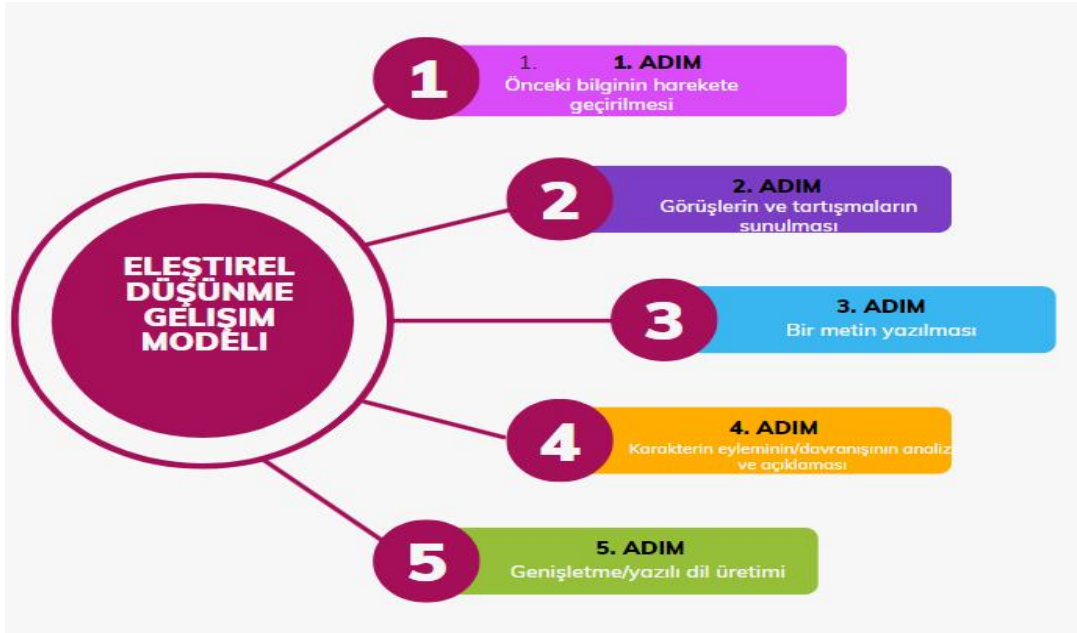 1
1. 1. ADIM
Önceki bilginin harekete
geçirilmesi
2
2. ADIM
Görüşlerin ve tartışmaların
sunulması
ELEŞTIREL
DÜŞÜNME
GELIŞIM
MODELI
3
3. ADIM
Bir metin yazılması
4
4. ADIM
Karakterin eyleminin/davranışının analiz
ve açıklaması
5
5. ADIM
Genişletme/yazılı dil üretimi